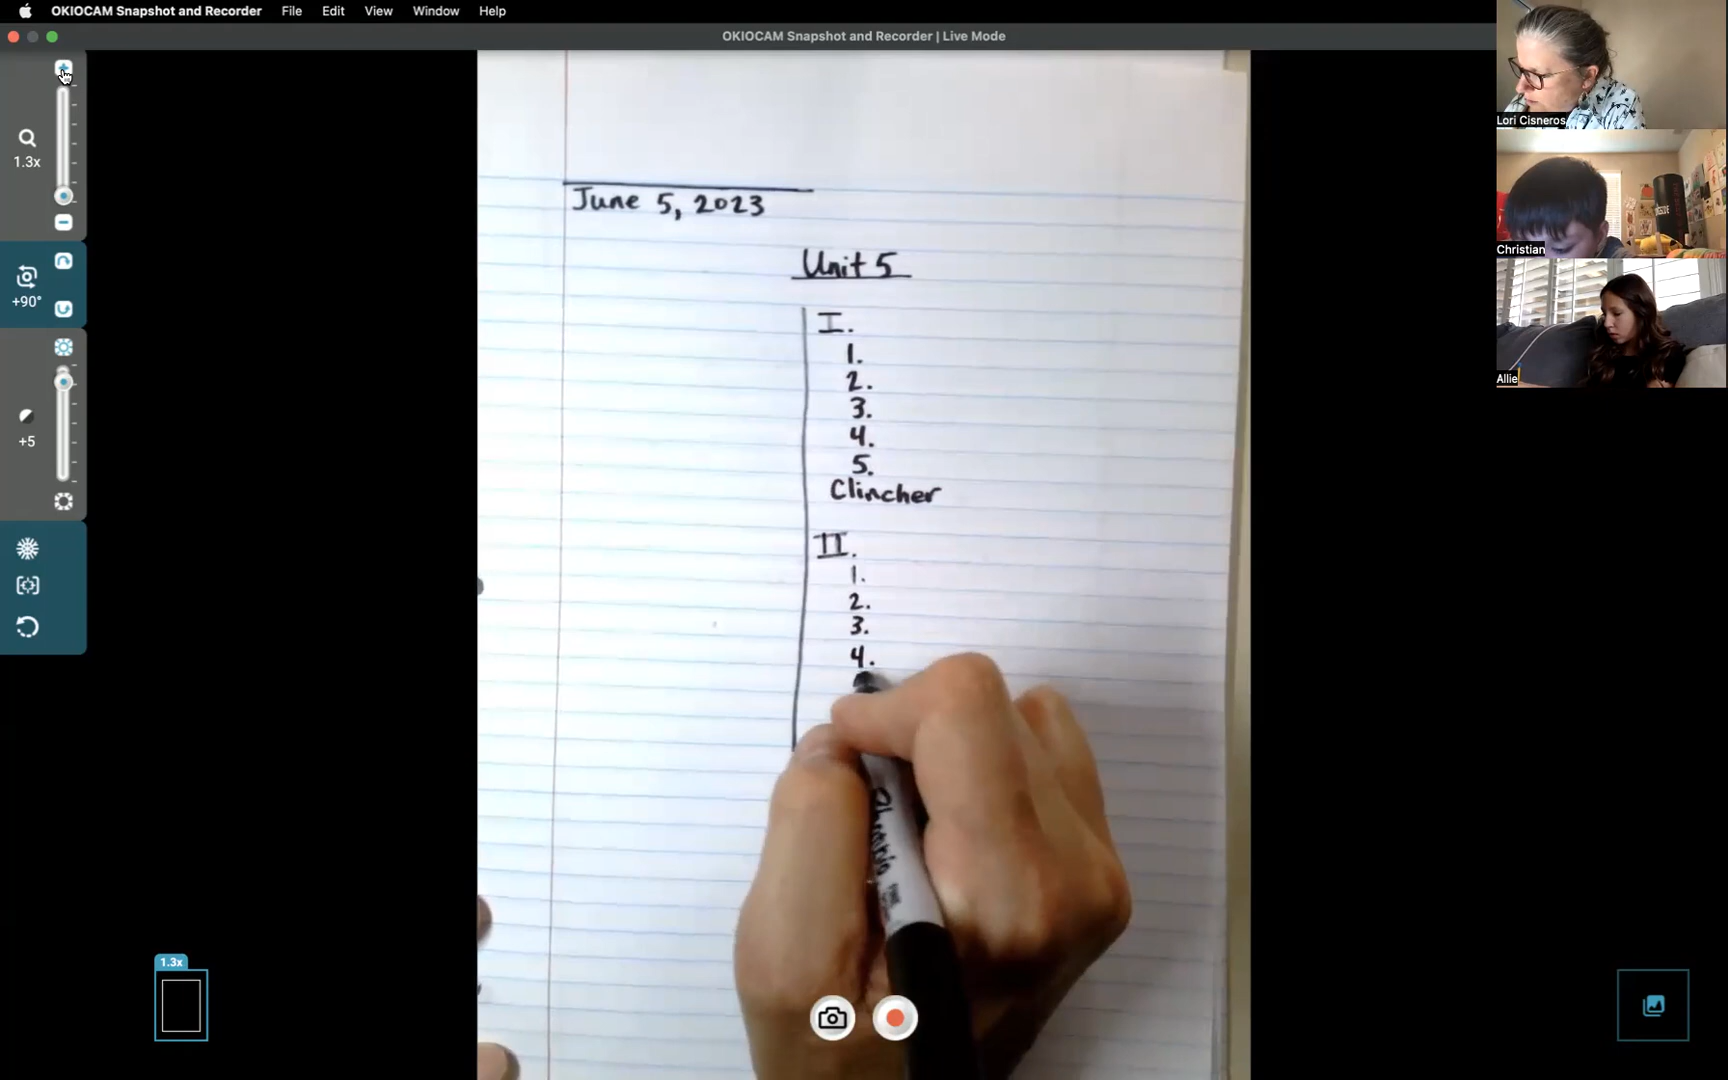 OKIOCAM Snapshot and Recorder File Edit View Window Help
OKIOCAM Snapshot and Recorder | Live Mode
1.3x
+90°
+5
June 5, 2023
Unit 5
I.
1.
2.
3.
4.
5.
Clincher
II.
1.
2.
3.
4.
1.3x
Lori Cisneros
Christian
Allie